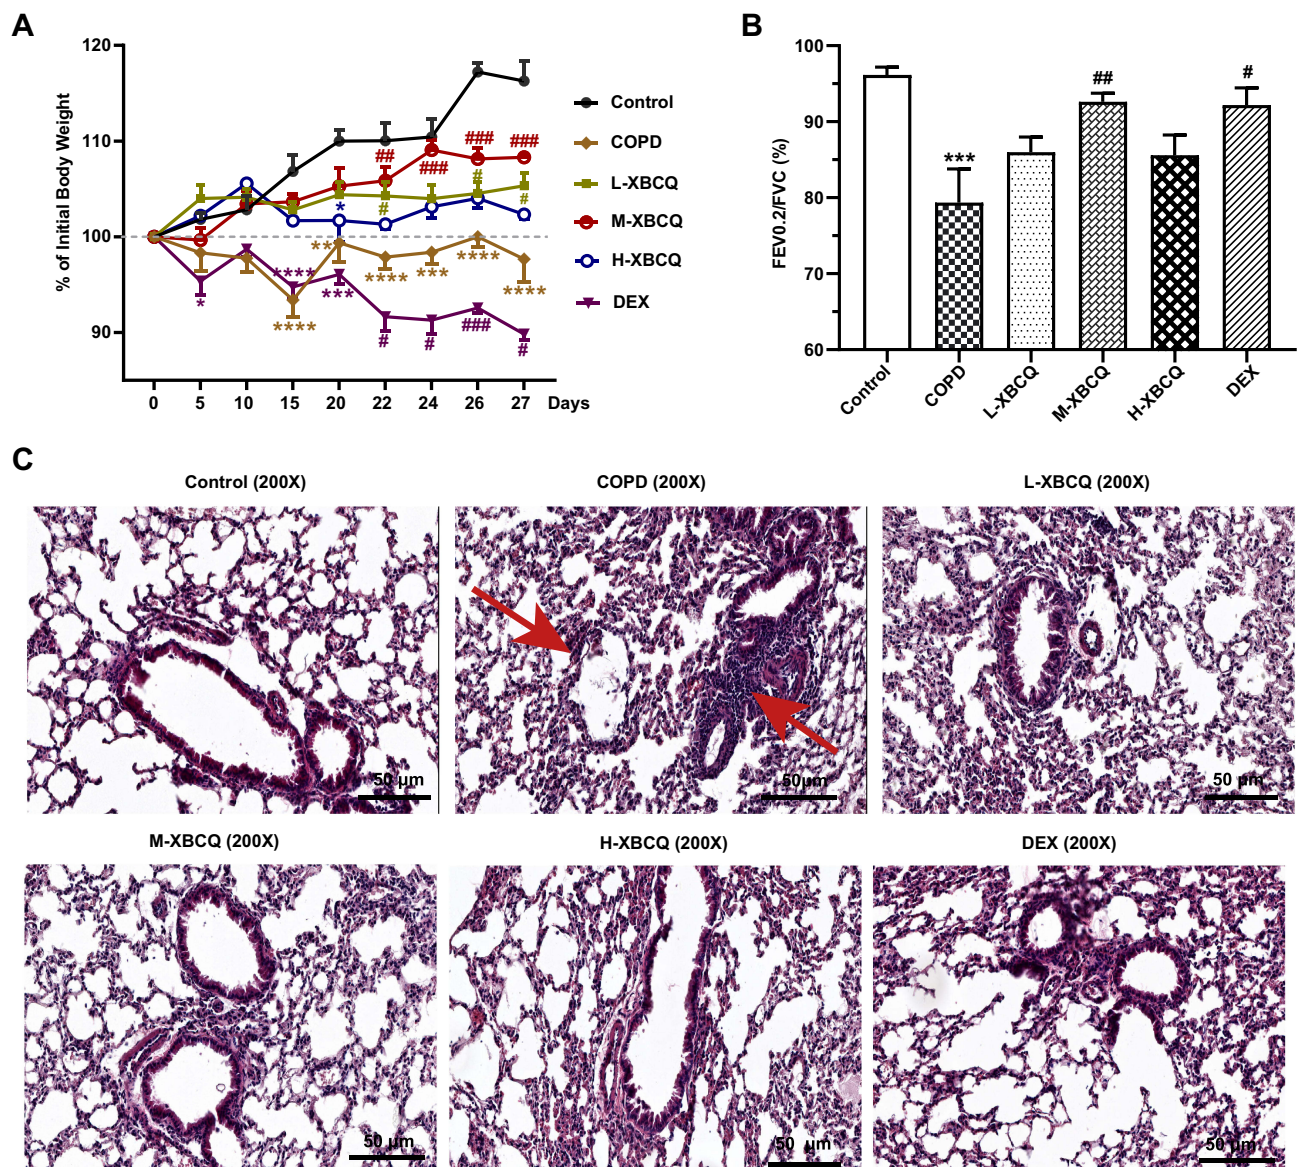 A
% of Initial Body Weight
120
110
100
90
0 5 10 15 20 22 24 26 27 Days
*
****
****
*
**
***
##
#
****
#
###
***
#
###
#
****
###
###
#
****
#
Control
COPD
L-XBCQ
M-XBCQ
H-XBCQ
DEX
B
FEV0.2/FVC (%)
100
90
80
70
60
***
##
#
Control
COPD
L-XBCQ
M-XBCQ
H-XBCQ
DEX
C
Control (200X)
COPD (200X)
L-XBCQ (200X)
50 μm
50μm
50 μm
M-XBCQ (200X)
H-XBCQ (200X)
DEX (200X)
50 μm
50 μm
50 μm